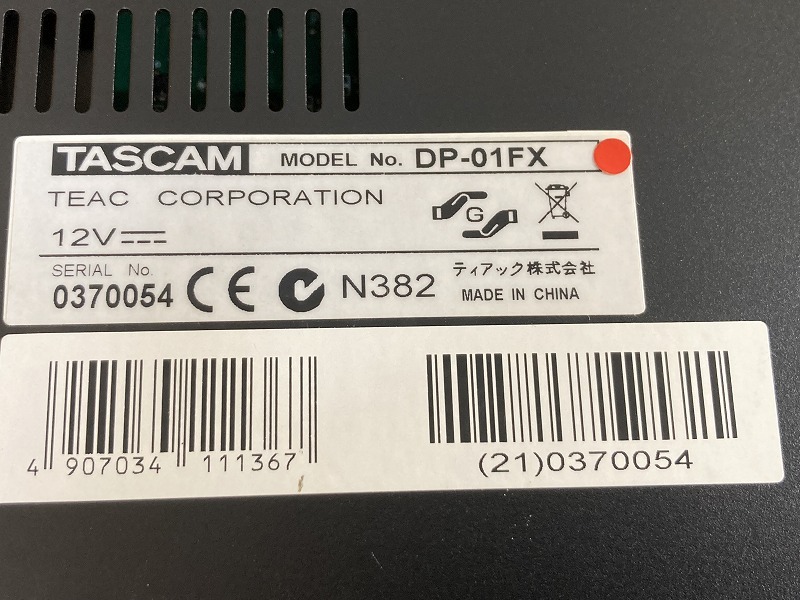 TASCAM MODEL No. DP-01FX
TEAC CORPORATION
G
12V
SERIAL No.
0370054
N382
ティアック株式会社
MADE IN CHINA
4 907034 111367
(21)0370054